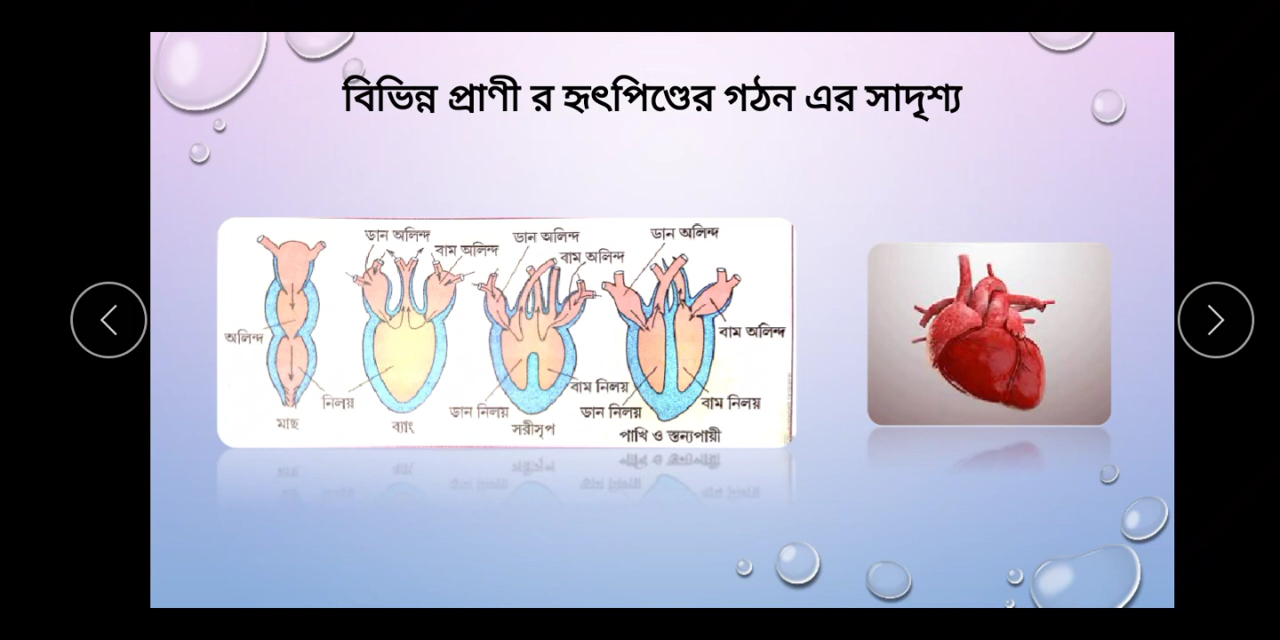 বিভিন্ন প্রাণী র হৃৎপিণ্ডের গঠন এর সাদৃশ্য
ডান অলিন্দ
বাম অলিন্দ
ডান অলিন্দ
বাম অলিন্দ
ডান অলিন্দ
অলিন্দ
বাম অলিন্দ
নিলয়
ডান নিলয়
বাম নিলয়
ডান নিলয়
বাম নিলয়
মাছ
ব্যাং
সরীসৃপ
পাখি ও স্তন্যপায়ী